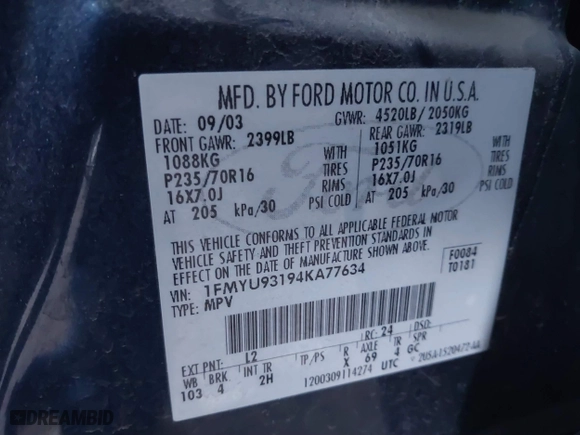 MFD. BY FORD MOTOR CO. IN U.S.A.
DATE: 09/03 GVWR: 4520LB/ 2050KG
FRONT GAWR: 2399LB REAR GAWR: 2319LB
1088KG WITH 1051KG WITH
P235/70R16 TIRES P235/70R16 TIRES
16X7.0J RIMS 16X7.0J RIMS
AT 205 kPa/30 PSI COLD AT 205 kPa/30 PSI COLD
THIS VEHICLE CONFORMS TO ALL APPLICABLE FEDERAL MOTOR
VEHICLE SAFETY AND THEFT PREVENTION STANDARDS IN
EFFECT ON THE DATE OF MANUFACTURE SHOWN ABOVE.
VIN: 1FMYU93194KA77634 F0084
TYPE: MPV T0181
EXT PNT: L2 RC: 24 DSO:
WB BRK INT TR TP/PS R AXLE TR SPR
103 4 2H X 69 4 GC
1200309114274 UTC
Ford
DREAMBID